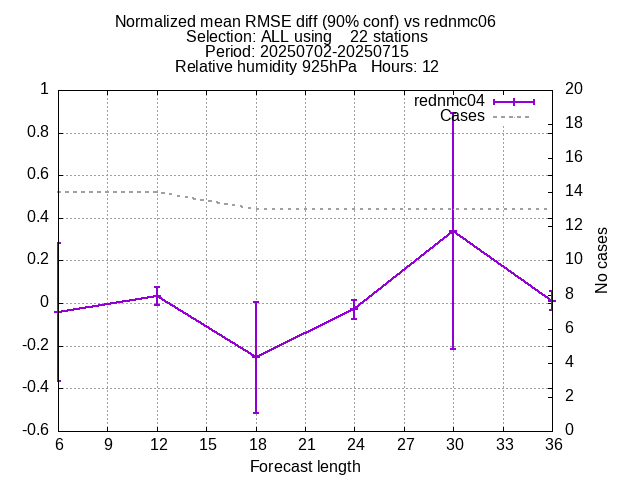 Normalized mean RMSE diff (90% conf) vs rednmc06
Selection: ALL using    22 stations
Period: 20250702-20250715
Relative humidity 925hPa   Hours: 12
rednmc04
Cases
1
0.8
0.6
0.4
0.2
0
-0.2
-0.4
-0.6
20
18
16
14
12
10
8
6
4
2
0
No cases
6 9 12 15 18 21 24 27 30 33 36
Forecast length